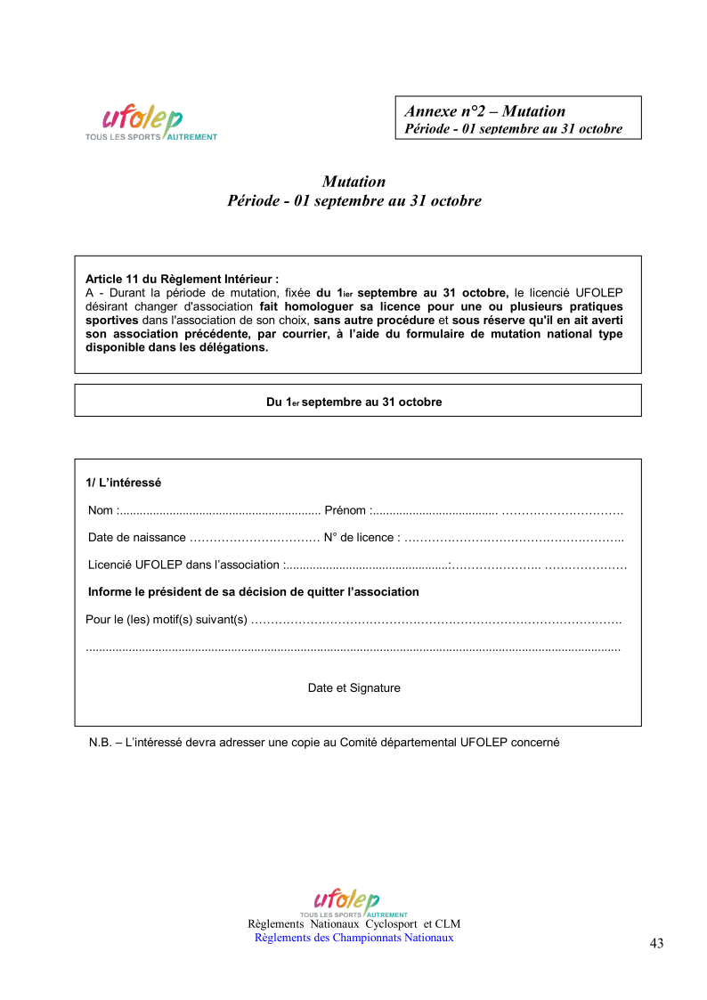 ufolep
TOUS LES SPORTS AUTREMENT
Annexe n°2 – Mutation
Période - 01 septembre au 31 octobre
Mutation
Période - 01 septembre au 31 octobre
Article 11 du Règlement Intérieur :
A - Durant la période de mutation, fixée du 1ier septembre au 31 octobre, le licencié UFOLEP
désirant changer d'association fait homologuer sa licence pour une ou plusieurs pratiques
sportives dans l'association de son choix, sans autre procédure et sous réserve qu'il en ait averti
son association précédente, par courrier, à l’aide du formulaire de mutation national type
disponible dans les délégations.
Du 1er septembre au 31 octobre
1/ L’intéressé
Nom :............................................................. Prénom :...................................... ………………………….
Date de naissance …………………………… N° de licence : ………………………………………………..
Licencié UFOLEP dans l’association :.................................................:………………….. …………………
Informe le président de sa décision de quitter l’association
Pour le (les) motif(s) suivant(s) ………………………………………………………………………………….
..................................................................................................................................................................
Date et Signature
N.B. – L’intéressé devra adresser une copie au Comité départemental UFOLEP concerné
ufolep
TOUS LES SPORTS AUTREMENT
Règlements Nationaux Cyclosport et CLM
Règlements des Championnats Nationaux
43